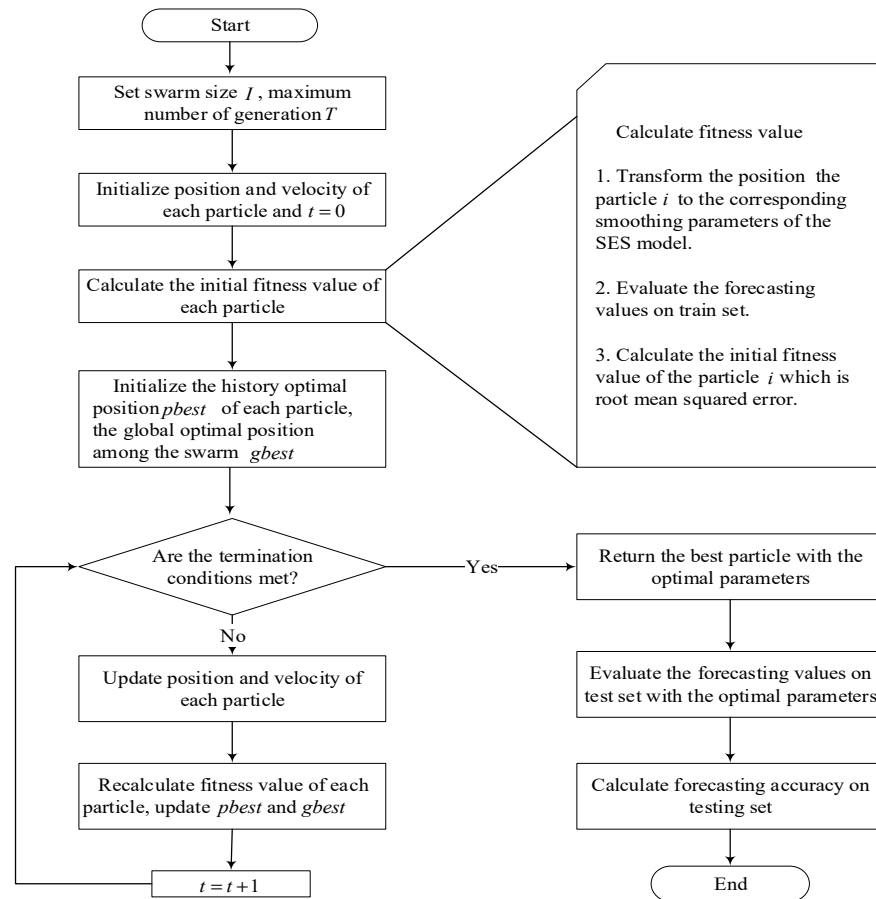 Start
Set swarm size I , maximum
number of generation T
Initialize position and velocity of
each particle and t = 0
Calculate the initial fitness value of
each particle
Initialize the history optimal
position pbest of each particle,
the global optimal position
among the swarm gbest
Calculate fitness value
1. Transform the position the
particle i to the corresponding
smoothing parameters of the
SES model.
2. Evaluate the forecasting
values on train set.
3. Calculate the initial fitness
value of the particle i which is
root mean squared error.
Are the termination
conditions met?
Yes
No
Update position and velocity of
each particle
Recalculate fitness value of each
particle, update pbest and gbest
t = t+1
Return the best particle with the
optimal parameters
Evaluate the forecasting values on
test set with the optimal parameters
Calculate forecasting accuracy on
testing set
End